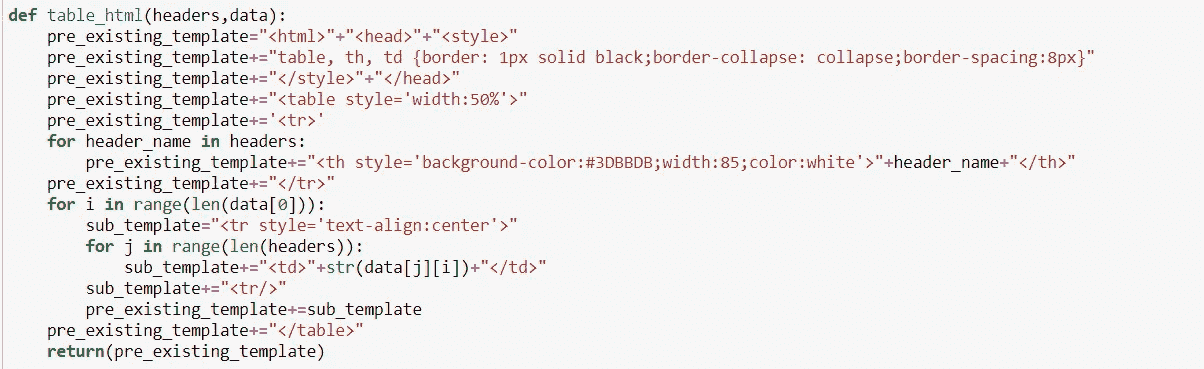 def table_html(headers,data):
    pre_existing_template="<html>"+"<head>"+"<style>"
    pre_existing_template+="table, th, td {border: 1px solid black;border-collapse: collapse;border-spacing:8px}"
    pre_existing_template+="</style>"+"</head>"
    pre_existing_template+="<table style='width:50%'>"
    pre_existing_template+='<tr>'
    for header_name in headers:
        pre_existing_template+="<th style='background-color:#3DBBDB;width:85;color:white'>"+header_name+"</th>"
    pre_existing_template+="</tr>"
    for i in range(len(data[0])):
        sub_template="<tr style='text-align:center'>"
        for j in range(len(headers)):
            sub_template+="<td>"+str(data[j][i])+"</td>"
        sub_template+="<tr/>"
        pre_existing_template+=sub_template
    pre_existing_template+="</table>"
    return(pre_existing_template)